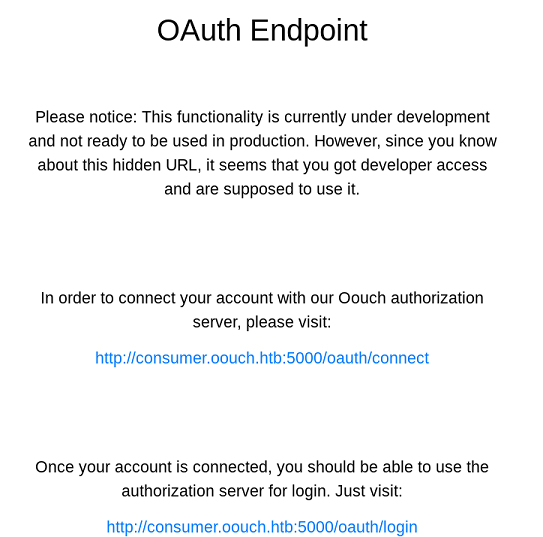 OAuth Endpoint
Please notice: This functionality is currently under development
and not ready to be used in production. However, since you know
about this hidden URL, it seems that you got developer access
and are supposed to use it.
In order to connect your account with our Oouch authorization
server, please visit:
http://consumer.oouch.htb:5000/oauth/connect
Once your account is connected, you should be able to use the
authorization server for login. Just visit:
http://consumer.oouch.htb:5000/oauth/login